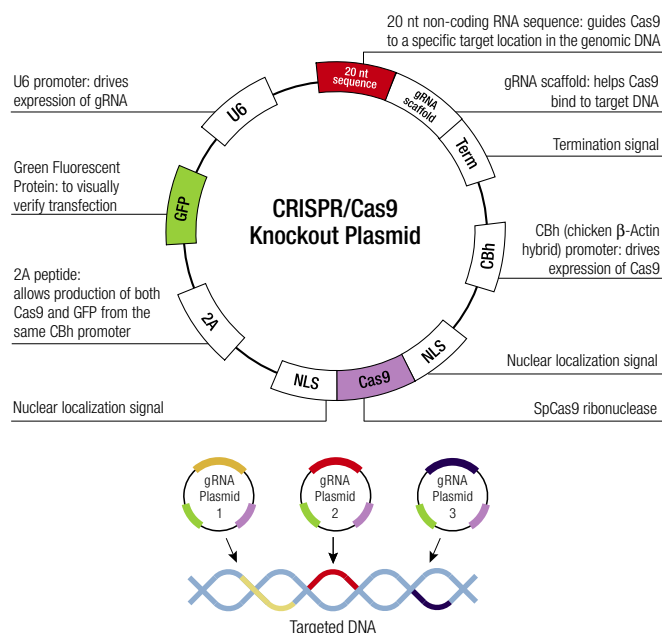 20 nt non-coding RNA sequence: guides Cas9
to a specific target location in the genomic DNA
U6 promoter: drives
expression of gRNA
gRNA scaffold: helps Cas9
bind to target DNA
Termination signal
Green Fluorescent
Protein: to visually
verify transfection
CBh (chicken β-Actin
hybrid) promoter: drives
expression of Cas9
2A peptide:
allows production of both
Cas9 and GFP from the
same CBh promoter
Nuclear localization signal
Nuclear localization signal
SpCas9 ribonuclease
CRISPR/Cas9
Knockout Plasmid
U6
20 nt
sequence
gRNA
scaffold
Term
CBh
NLS
Cas9
NLS
2A
GFP
gRNA
Plasmid
1
gRNA
Plasmid
2
gRNA
Plasmid
3
Targeted DNA